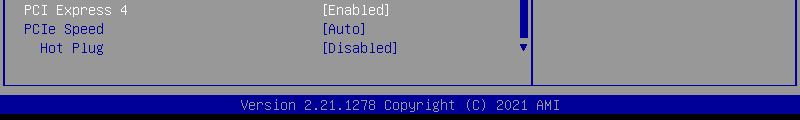 PCI Express 4 [Enabled]
PCIe Speed [Auto]
Hot Plug [Disabled]
Version 2.21.1278 Copyright (C) 2021 AMI